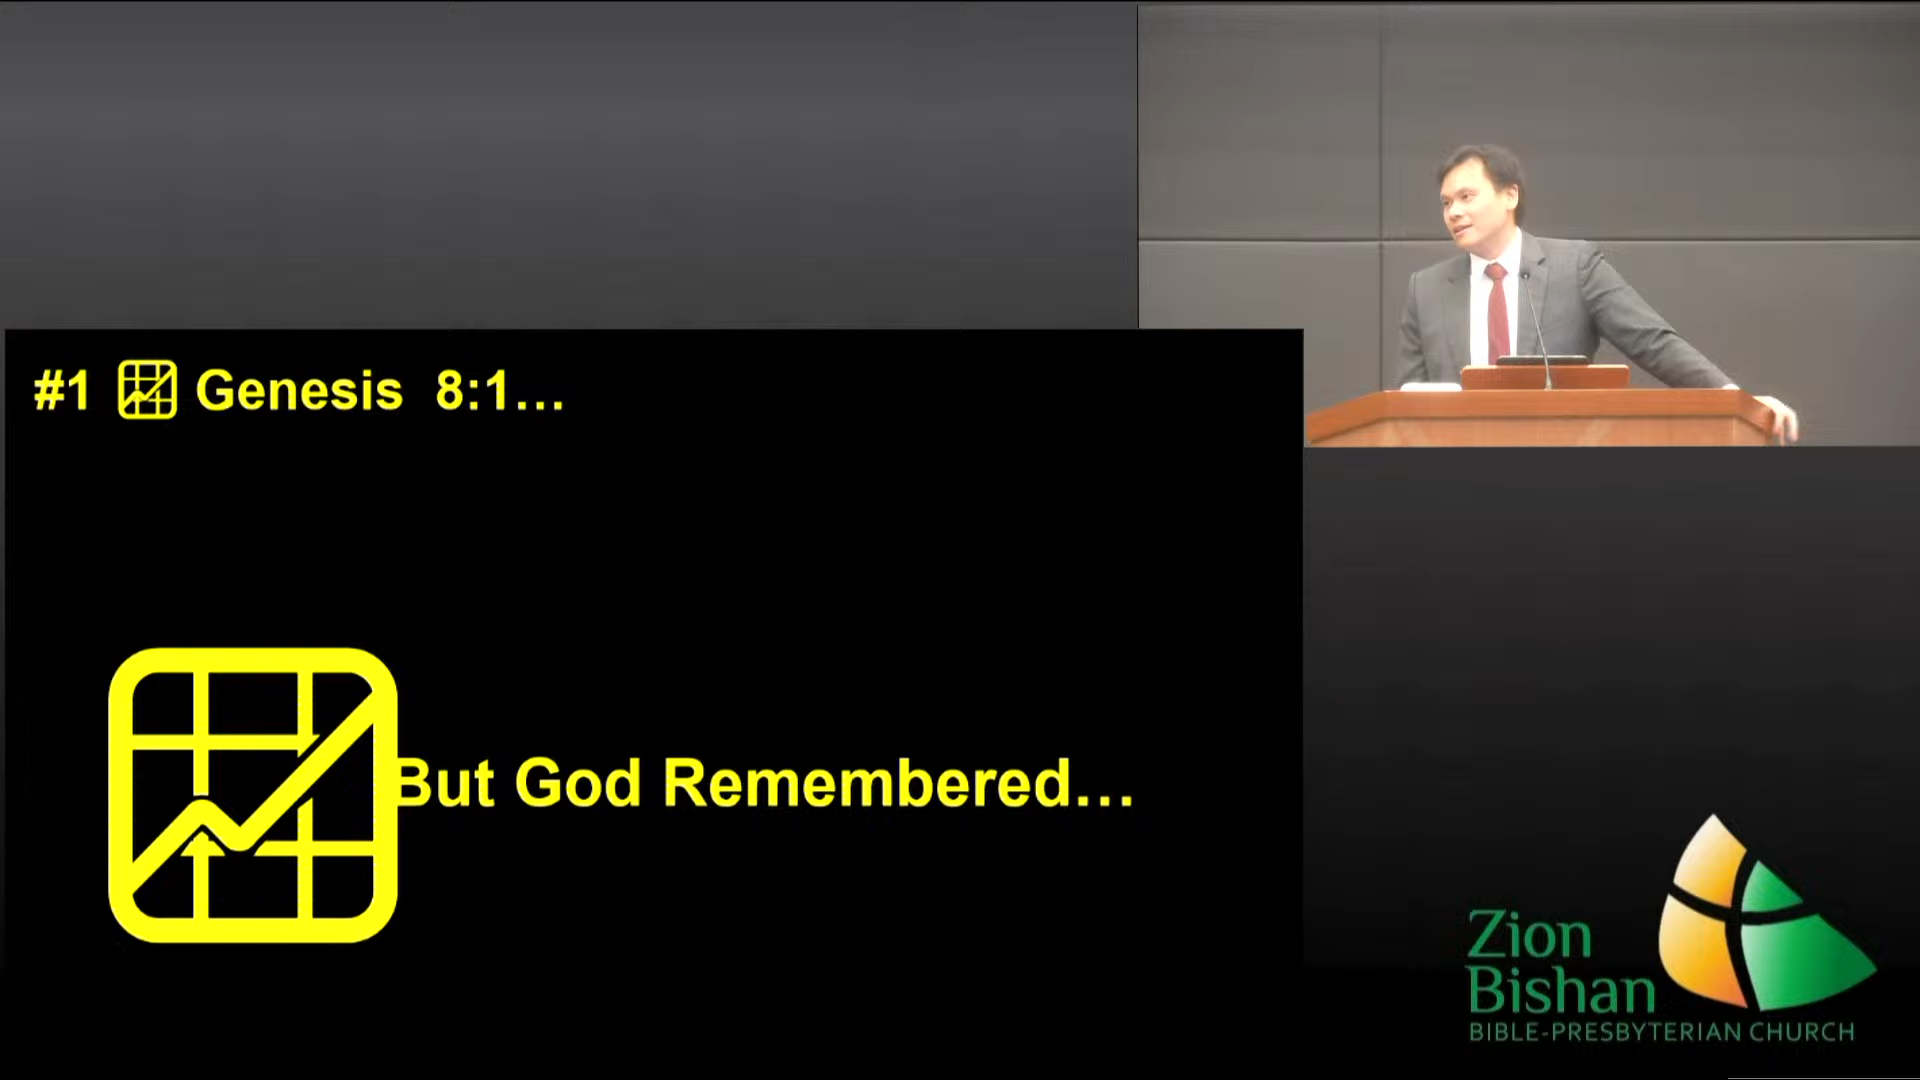 #1 Genesis 8:1...
But God Remembered...
Zion
Bishan
BIBLE-PRESBYTERIAN CHURCH